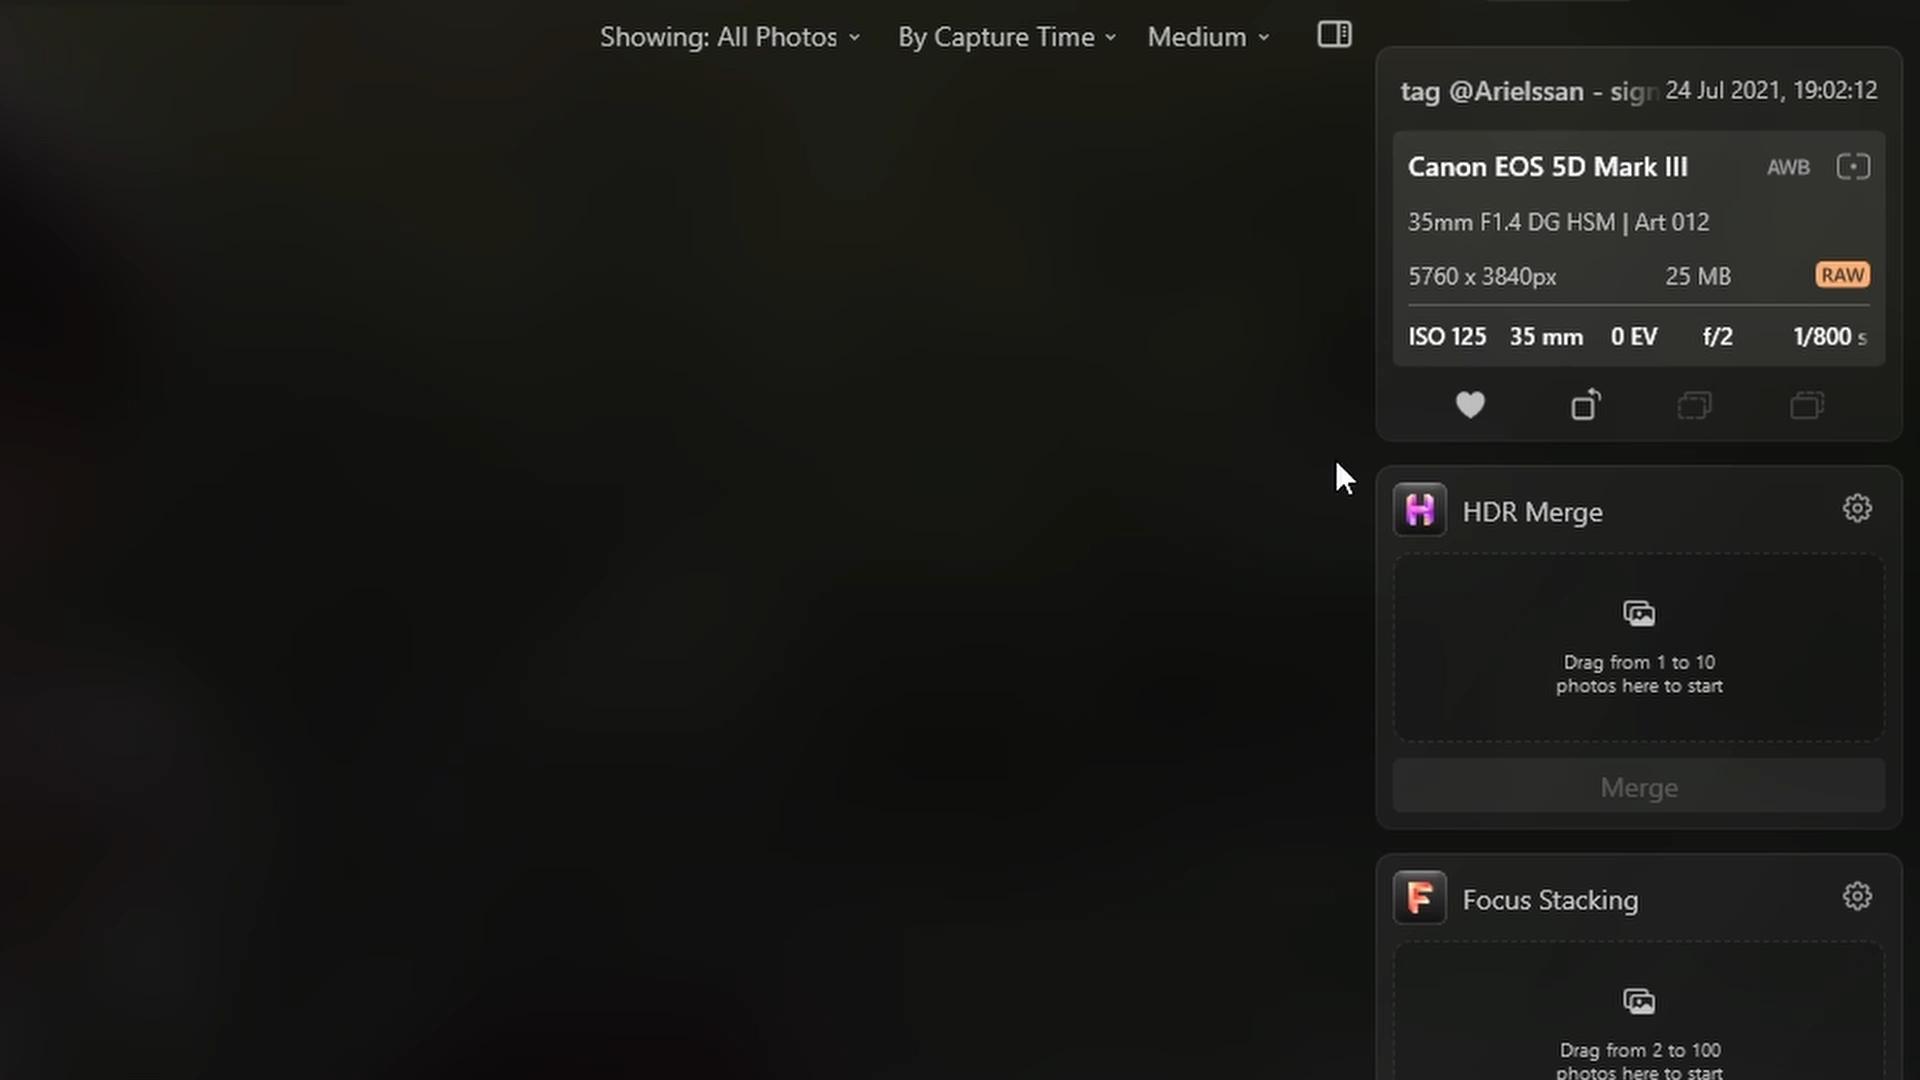 Showing: All Photos By Capture Time Medium
tag @Arielssan - sign 24 Jul 2021, 19:02:12
Canon EOS 5D Mark III AWB
35mm F1.4 DG HSM | Art 012
5760 x 3840px 25 MB RAW
ISO 125 35 mm 0 EV f/2 1/800 s
H HDR Merge
Drag from 1 to 10
photos here to start
Merge
F Focus Stacking
Drag from 2 to 100
photos here to start